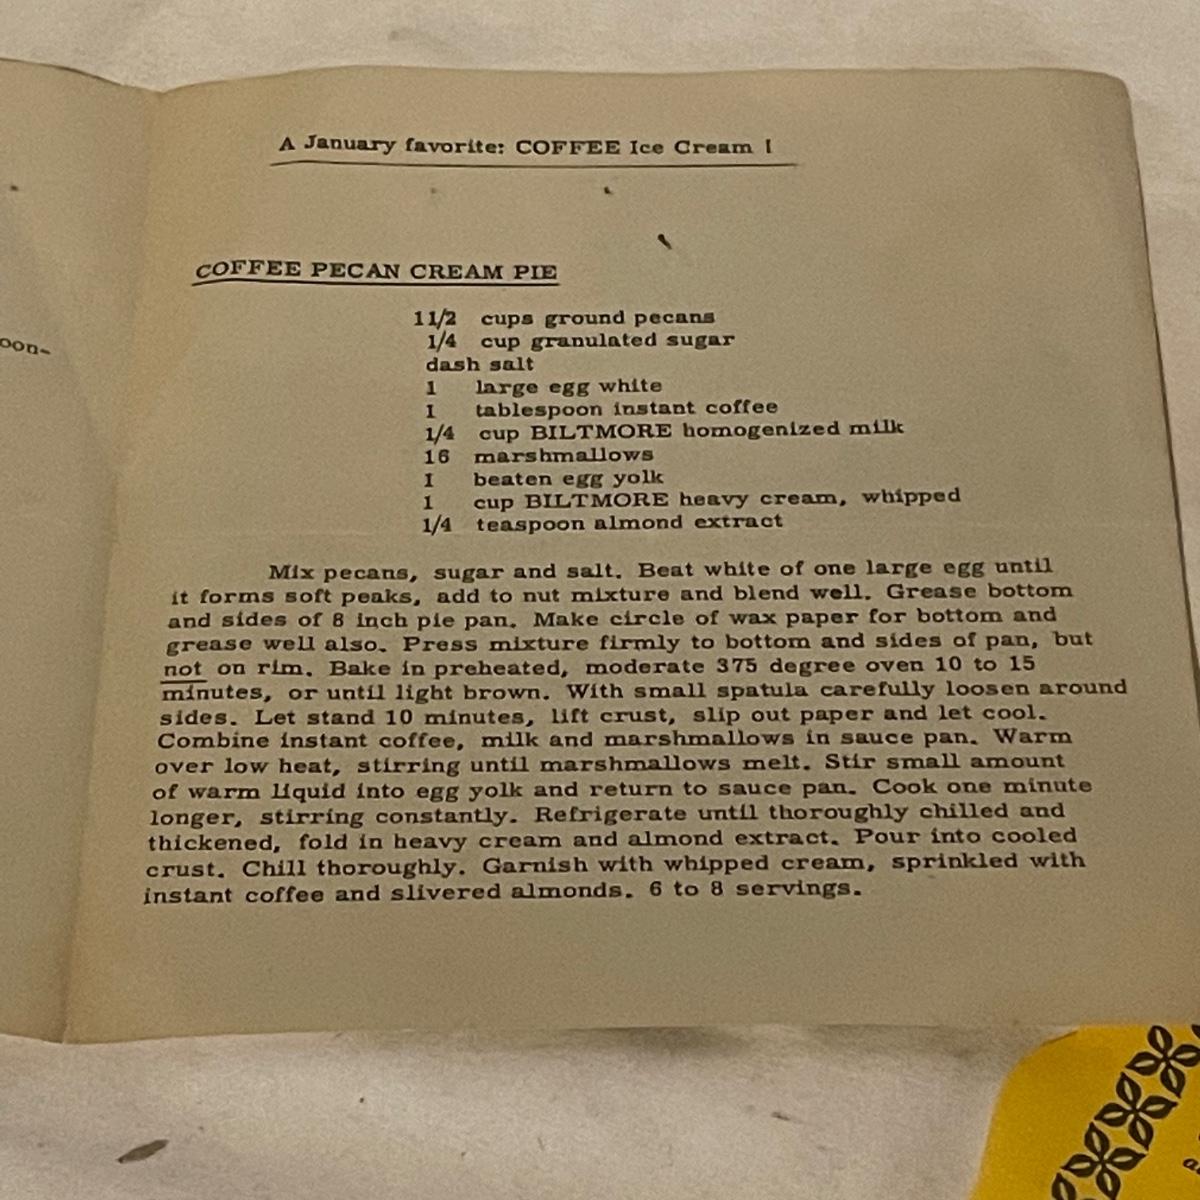 A January favorite: COFFEE Ice Cream !
oon-
COFFEE PECAN CREAM PIE
1 1/2 cups ground pecans
1/4 cup granulated sugar
dash salt
1 large egg white
1 tablespoon instant coffee
1/4 cup BILTMORE homogenized milk
16 marshmallows
1 beaten egg yolk
1 cup BILTMORE heavy cream, whipped
1/4 teaspoon almond extract
Mix pecans, sugar and salt. Beat white of one large egg until
it forms soft peaks, add to nut mixture and blend well. Grease bottom
and sides of 8 inch pie pan. Make circle of wax paper for bottom and
grease well also. Press mixture firmly to bottom and sides of pan, but
not on rim. Bake in preheated, moderate 375 degree oven 10 to 15
minutes, or until light brown. With small spatula carefully loosen around
sides. Let stand 10 minutes, lift crust, slip out paper and let cool.
Combine instant coffee, milk and marshmallows in sauce pan. Warm
over low heat, stirring until marshmallows melt. Stir small amount
of warm liquid into egg yolk and return to sauce pan. Cook one minute
longer, stirring constantly. Refrigerate until thoroughly chilled and
thickened, fold in heavy cream and almond extract. Pour into cooled
crust. Chill thoroughly. Garnish with whipped cream, sprinkled with
instant coffee and slivered almonds. 6 to 8 servings.